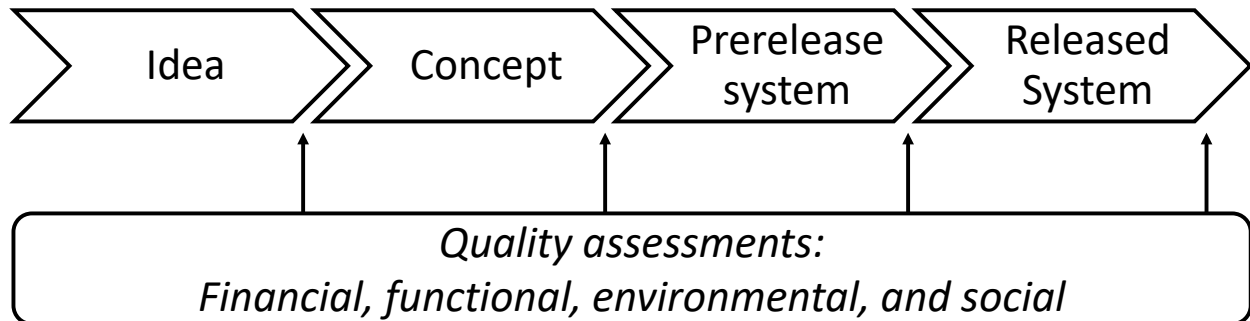 Idea
Concept
Prerelease
system
Released
System
Quality assessments:
Financial, functional, environmental, and social